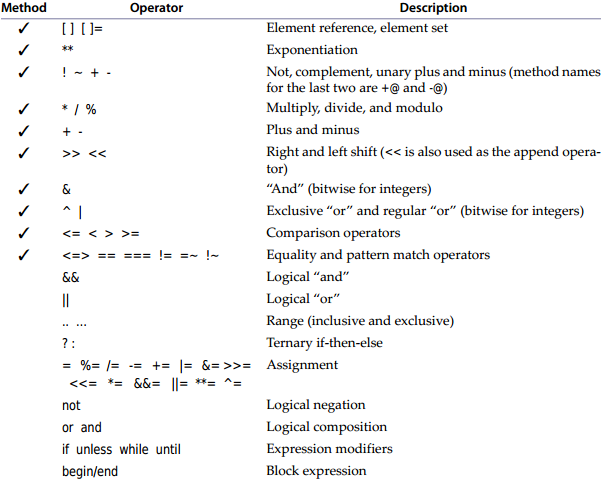 Method Operator Description
✓ [ ] [ ]= Element reference, element set
✓ ** Exponentiation
✓ ! ~ + - Not, complement, unary plus and minus (method names
for the last two are +@ and -@)
✓ * / % Multiply, divide, and modulo
✓ + - Plus and minus
✓ >> << Right and left shift (<< is also used as the append opera-
tor)
✓ & “And” (bitwise for integers)
✓ ^ | Exclusive “or” and regular “or” (bitwise for integers)
✓ <= < > >= Comparison operators
✓ <=> == === != =~ !~ Equality and pattern match operators
&& Logical “and”
|| Logical “or”
.. ... Range (inclusive and exclusive)
? : Ternary if-then-else
= %= /= -= += |= &= >>= Assignment
<<= *= &&= ||= **= ^=
not Logical negation
or and Logical composition
if unless while until Expression modifiers
begin/end Block expression